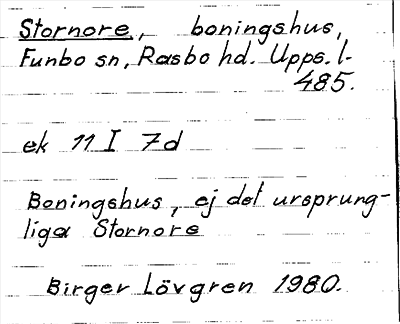 Stornore, boningshus,
Funbo sn, Rasbo hd. Upps. l.
485.
ek 11 I 7d
Boningshus, ej det ursprung-
liga Stornore
Birger Lövgren 1980.